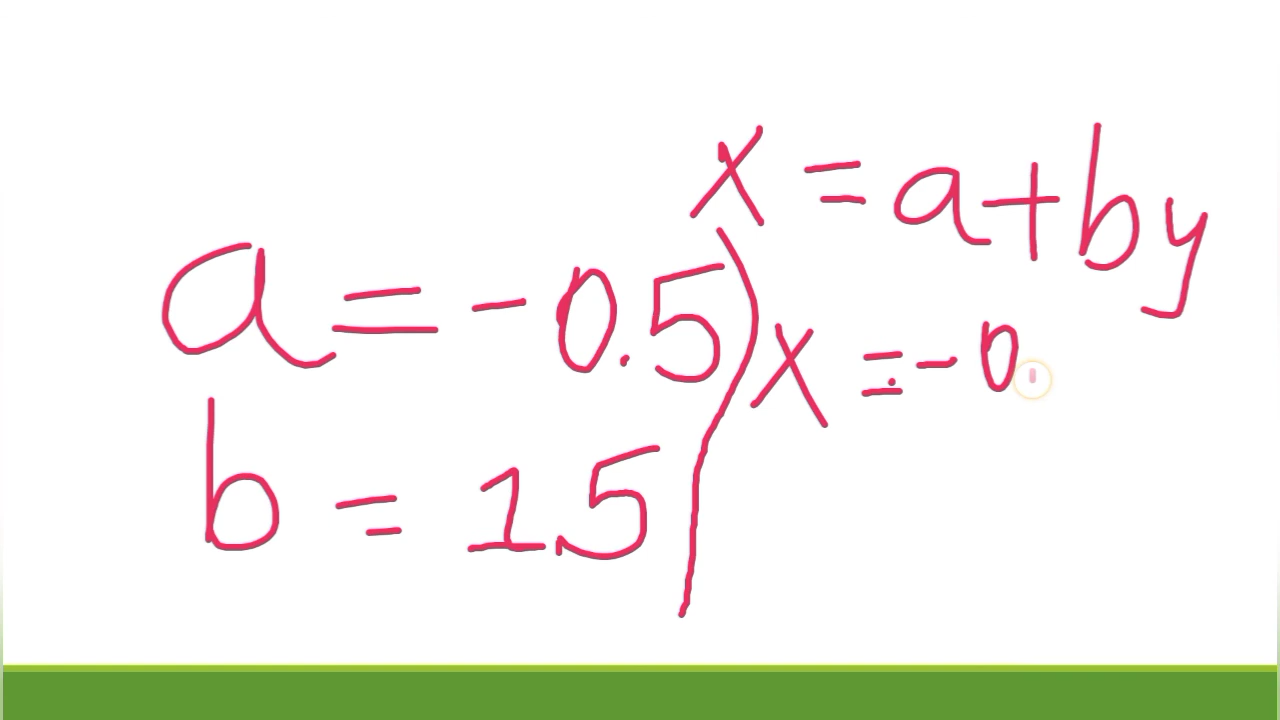 a = -0.5
b = 1.5
x = a + by
x = -0.